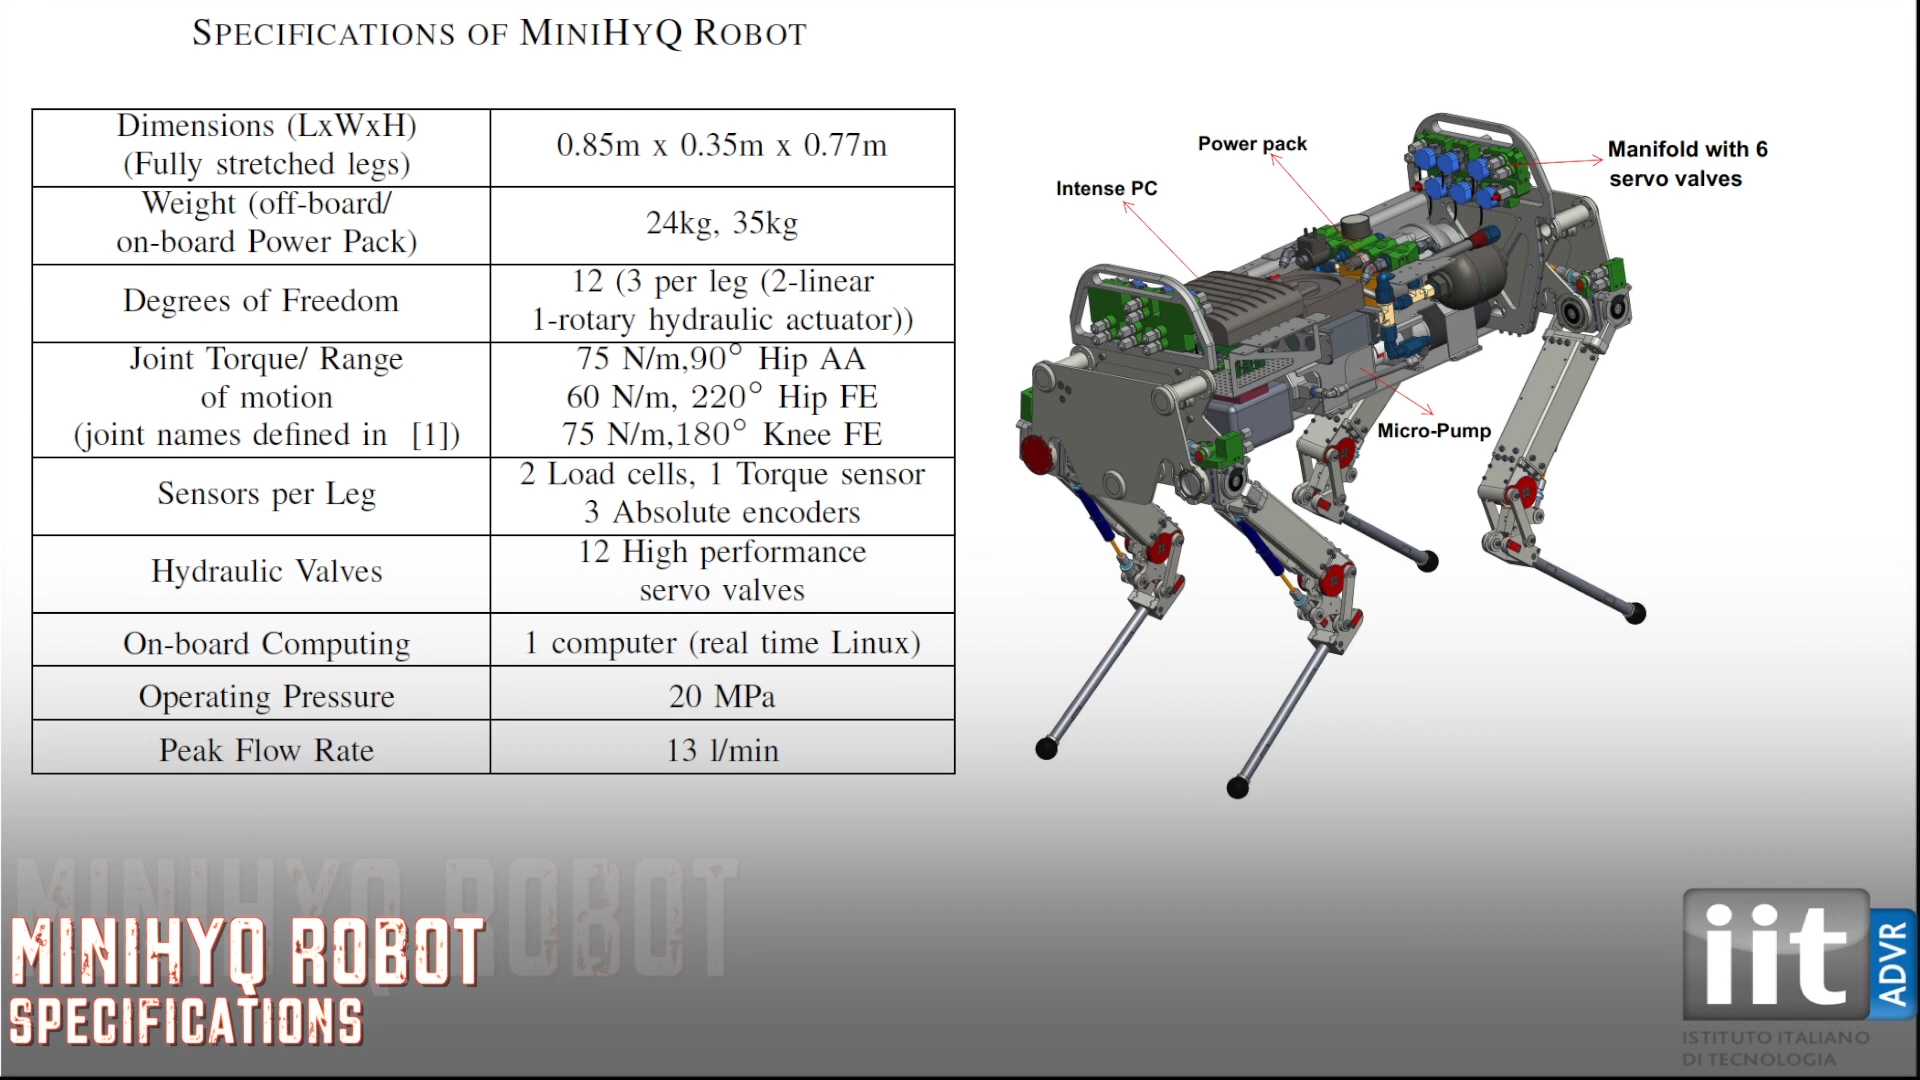 SPECIFICATIONS OF MINIHYQ ROBOT
Dimensions (LxWxH)
(Fully stretched legs)
0.85m x 0.35m x 0.77m
Weight (off-board/
on-board Power Pack)
24kg, 35kg
Degrees of Freedom
12 (3 per leg (2-linear
1-rotary hydraulic actuator))
Joint Torque/ Range
of motion
(joint names defined in [1])
75 N/m,90° Hip AA
60 N/m, 220° Hip FE
75 N/m,180° Knee FE
Sensors per Leg
2 Load cells, 1 Torque sensor
3 Absolute encoders
Hydraulic Valves
12 High performance
servo valves
On-board Computing
1 computer (real time Linux)
Operating Pressure
20 MPa
Peak Flow Rate
13 l/min
Power pack
Intense PC
Manifold with 6
servo valves
Micro-Pump
MINIHYQ ROBOT
MINIHYQ ROBOT
SPECIFICATIONS
iit
ADVR
ISTITUTO ITALIANO
DI TECNOLOGIA